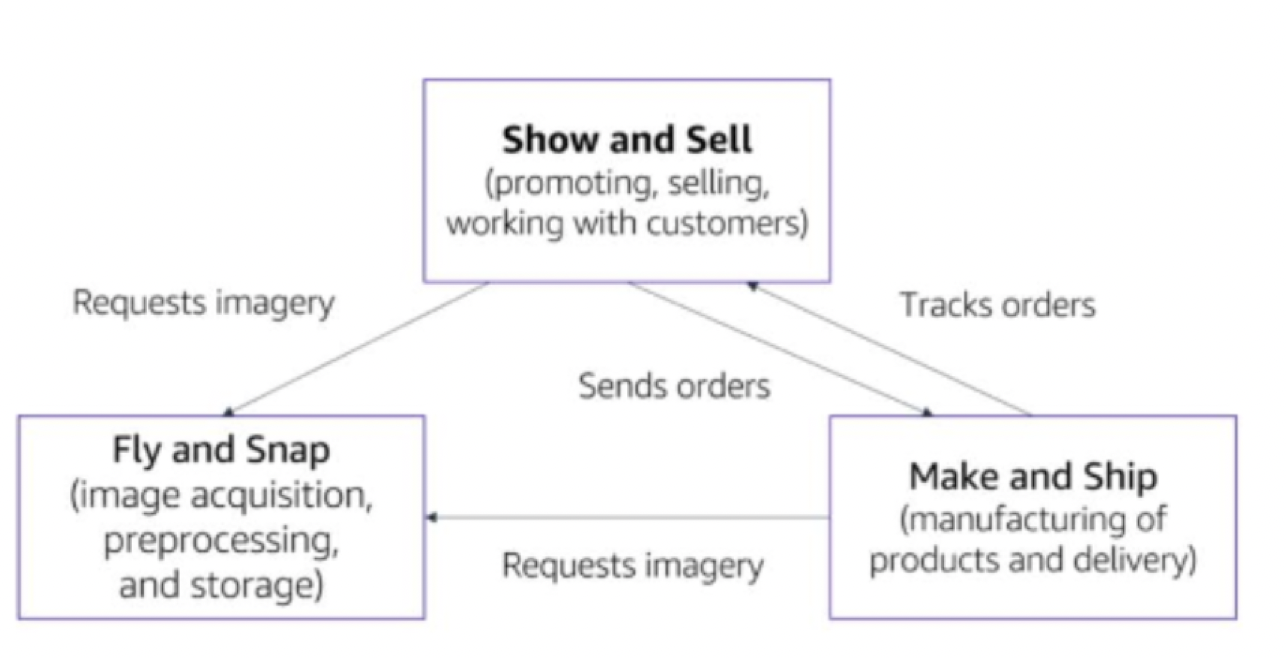 Show and Sell
(promoting, selling,
working with customers)
Requests imagery
Tracks orders
Sends orders
Fly and Snap
(image acquisition,
preprocessing,
and storage)
Make and Ship
(manufacturing of
products and delivery)
Requests imagery